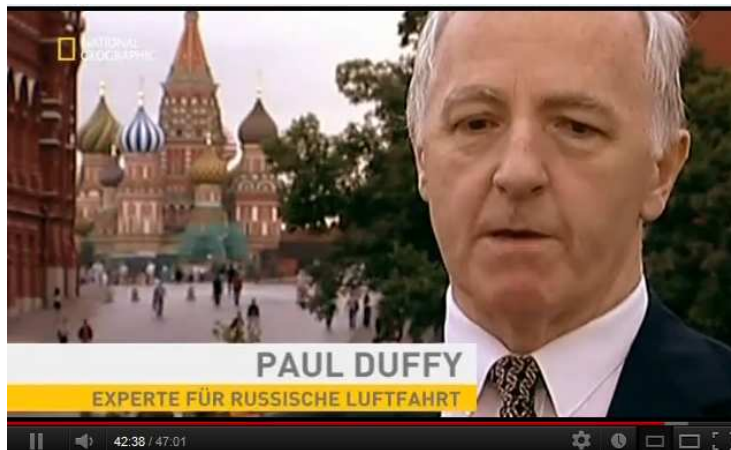 NATIONAL
GEOGRAPHIC
PAUL DUFFY
EXPERTE FÜR RUSSISCHE LUFTFAHRT
42:38 / 47:01